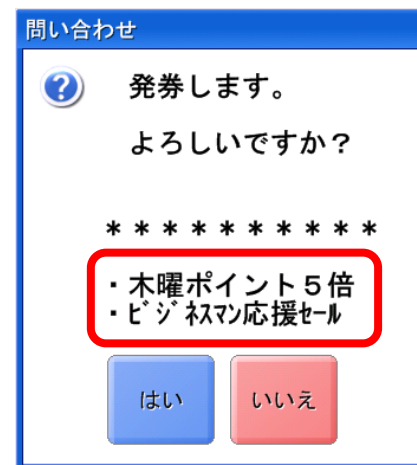 問い合わせ
発券します。
よろしいですか？
＊＊＊＊＊＊＊＊＊＊
・木曜ポイント５倍
・ﾋﾞｼﾞﾈｽﾏﾝ応援ｾｰﾙ
はい
いいえ